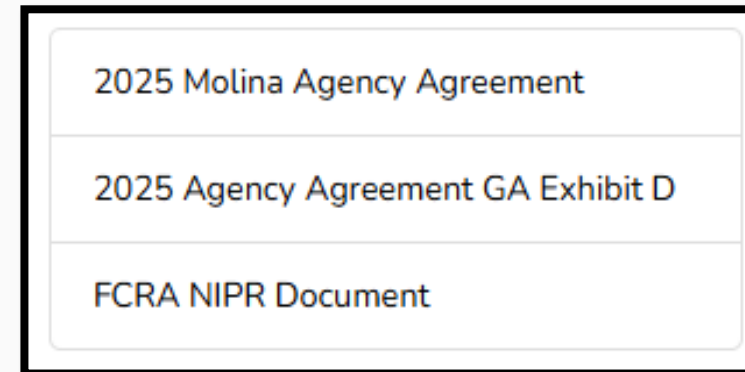 2025 Molina Agency Agreement
2025 Agency Agreement GA Exhibit D
FCRA NIPR Document